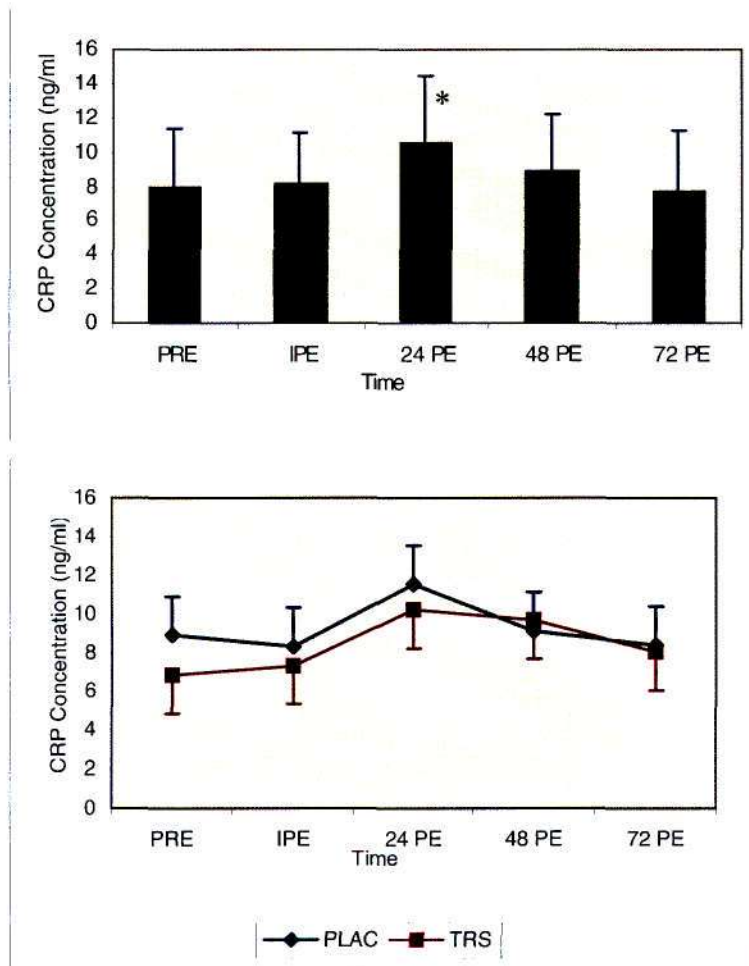 CRP Concentration (ng/ml)
16
14
12
10
8
6
4
2
0
*
PRE IPE 24 PE 48 PE 72 PE
Time
CRP Concentration (ng/ml)
16
14
12
10
8
6
4
2
0
PRE IPE 24 PE 48 PE 72 PE
Time
PLAC TRS